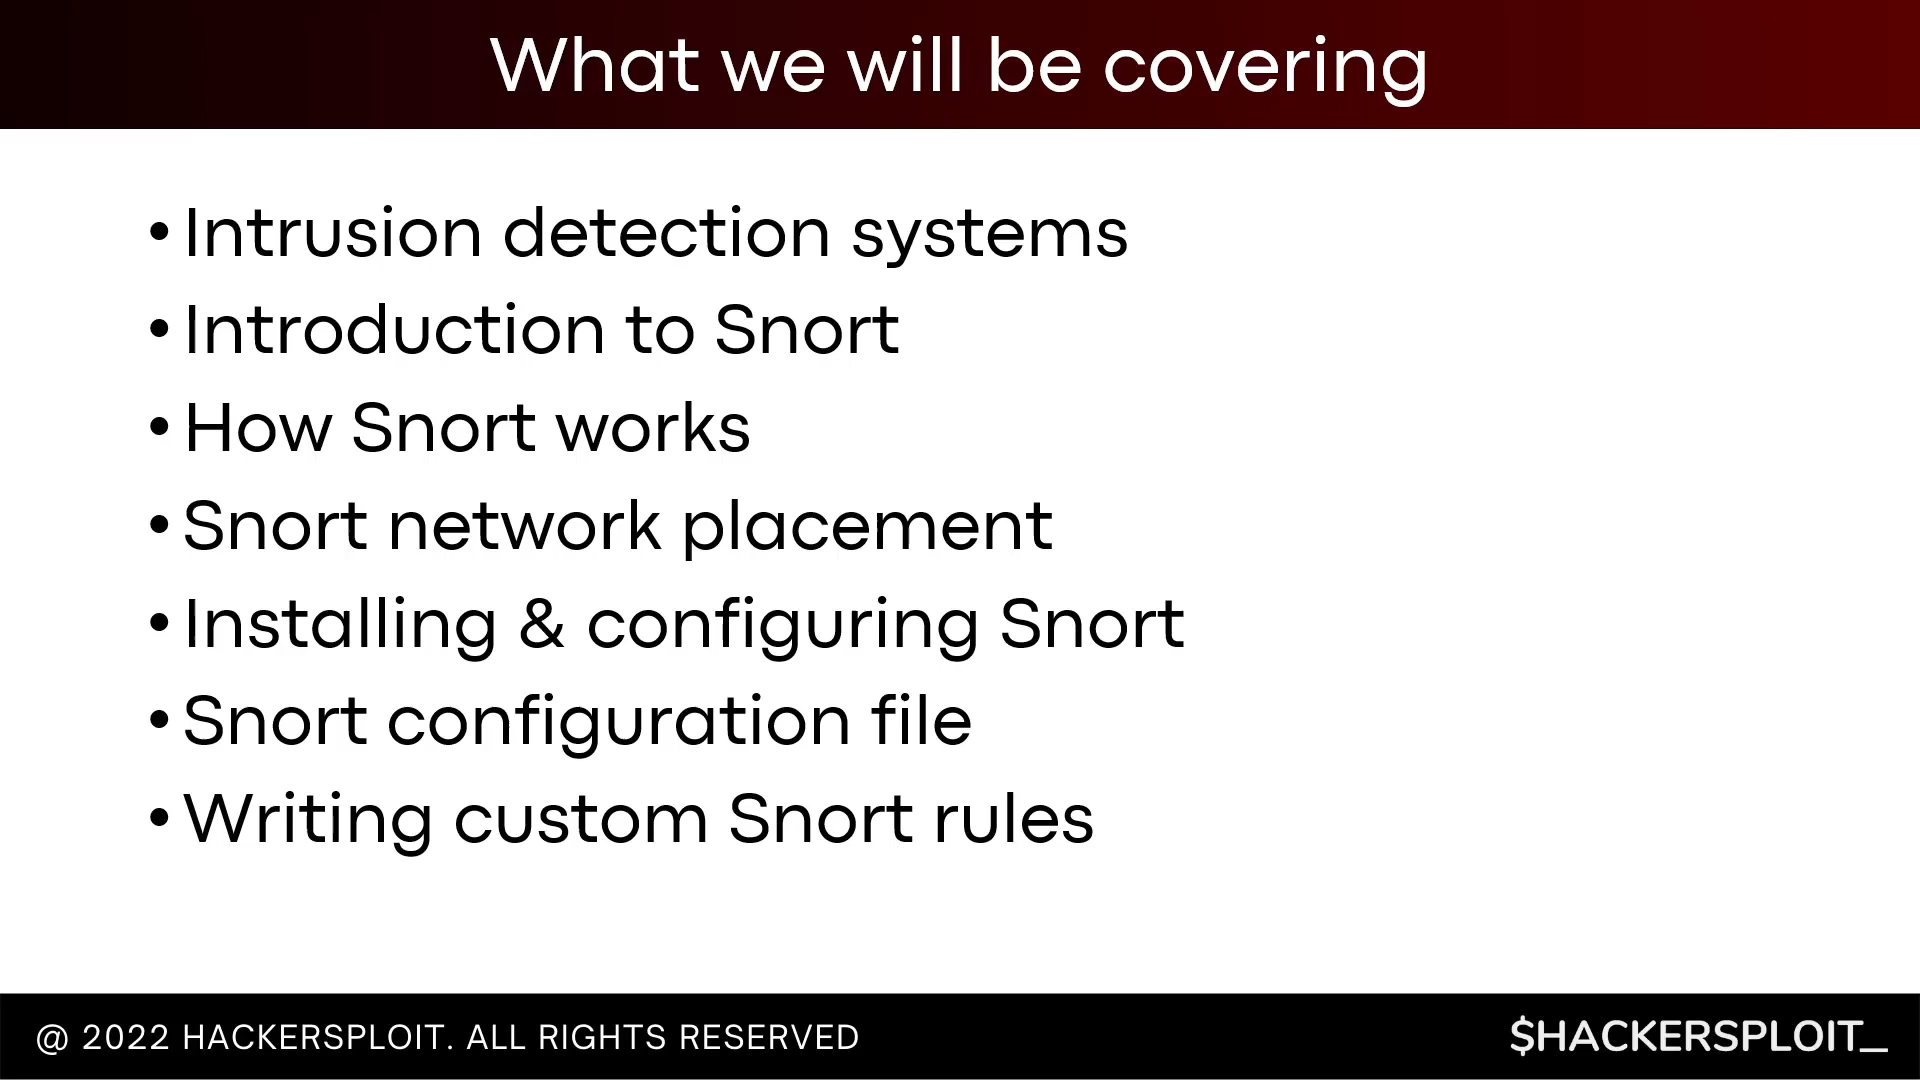 What we will be covering
• Intrusion detection systems
• Introduction to Snort
• How Snort works
• Snort network placement
• Installing & configuring Snort
• Snort configuration file
• Writing custom Snort rules
@ 2022 HACKERSPLOIT. ALL RIGHTS RESERVED
$HACKERSPLOIT_